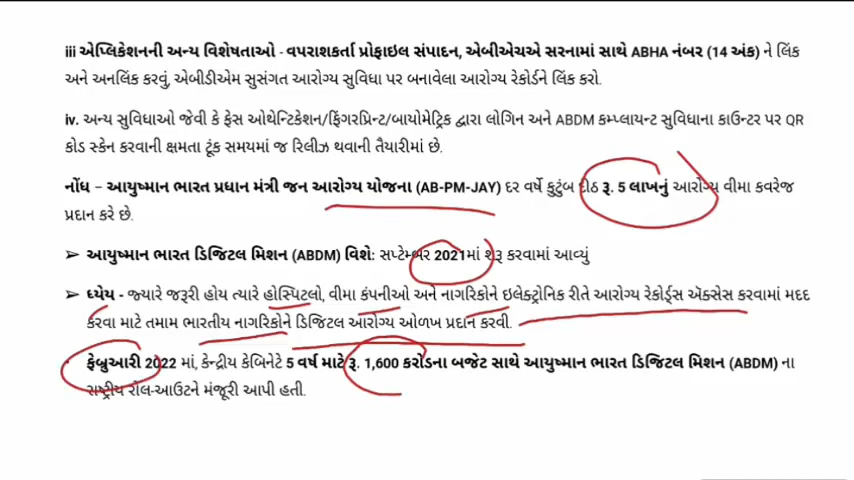 iii એપ્લિકેશનની અન્ય વિશેષતાઓ - વપરાશકર્તા પ્રોફાઇલ સંપાદન, એબીએચએ સરનામાં સાથે ABHA નંબર (14 અંક) ને લિંક
અને અનલિંક કરવું, એબીડીએમ સુસંગત આરોગ્ય સુવિધા પર બનાવેલા આરોગ્ય રેકોર્ડને લિંક કરો.
iv. અન્ય સુવિધાઓ જેવી કે ફેસ ઓથેન્ટિકેશન/ફિંગરપ્રિન્ટ/બાયોમેટ્રિક દ્વારા લોગિન અને ABDM કમ્પ્લાયન્ટ સુવિધાના કાઉન્ટર પર QR
કોડ સ્કેન કરવાની ક્ષમતા ટૂંક સમયમાં જ રિલીઝ થવાની તૈયારીમાં છે.
નોંધ – આયુષ્માન ભારત પ્રધાન મંત્રી જન આરોગ્ય યોજના (AB-PM-JAY) દર વર્ષે કુટુંબ દીઠ રૂ. 5 લાખનું આરોગ્ય વીમા કવરેજ
પ્રદાન કરે છે.
➢ આયુષ્માન ભારત ડિજિટલ મિશન (ABDM) વિશે: સપ્ટેમ્બર 2021માં શરૂ કરવામાં આવ્યું
➢ ધ્યેય - જ્યારે જરૂરી હોય ત્યારે હોસ્પિટલો, વીમા કંપનીઓ અને નાગરિકોને ઇલેક્ટ્રોનિક રીતે આરોગ્ય રેકોર્ડ્સ ઍક્સેસ કરવામાં મદદ
કરવા માટે તમામ ભારતીય નાગરિકોને ડિજિટલ આરોગ્ય ઓળખ પ્રદાન કરવી.
ફેબ્રુઆરી 2022 માં, કેન્દ્રીય કેબિનેટે 5 વર્ષ માટે રૂ. 1,600 કરોડના બજેટ સાથે આયુષ્માન ભારત ડિજિટલ મિશન (ABDM) ના
રાષ્ટ્રીય રોલ-આઉટને મંજૂરી આપી હતી.